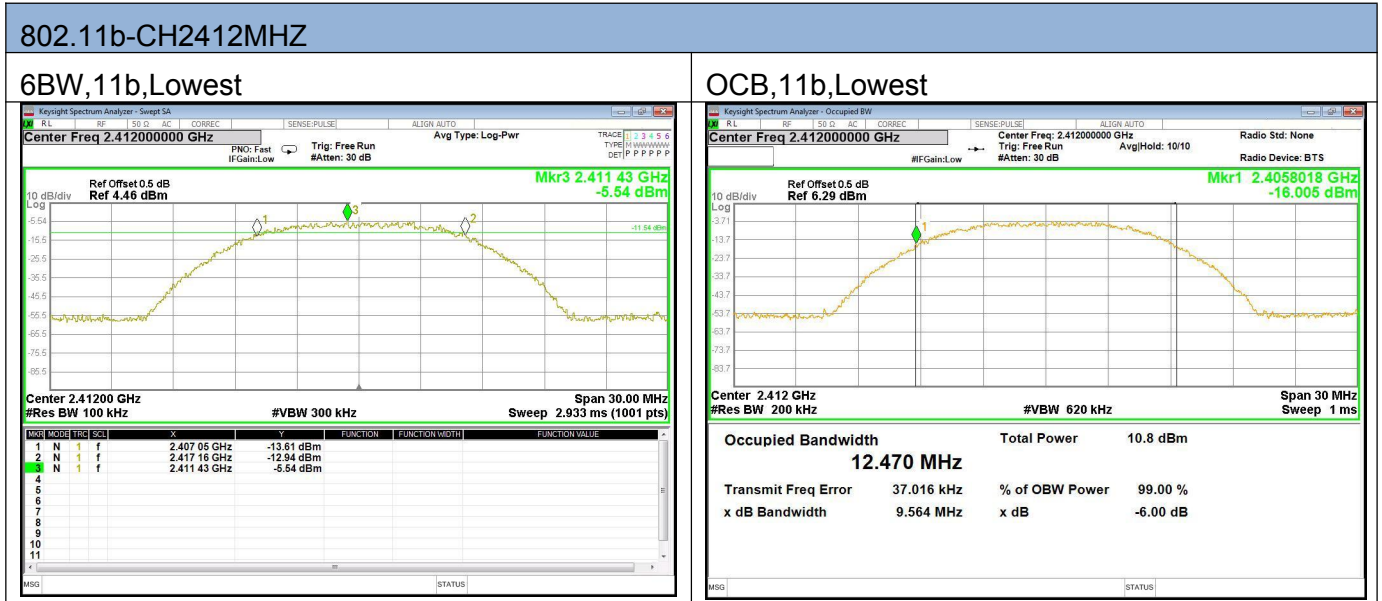 802.11b-CH2412MHZ
6BW,11b,Lowest
Keysight Spectrum Analyzer - Swept SA
RL RF 50 Ω AC CORREC SENSE:PULSE ALIGN AUTO
Center Freq 2.412000000 GHz
PNO: Fast
IFGain:Low
Trig: Free Run
#Atten: 30 dB
Avg Type: Log-Pwr
TRACE 1 2 3 4 5 6
TYPE M W W W W W
DET P P P P P P
Ref Offset 0.5 dB
Ref 4.46 dBm
10 dB/div
Log
Mkr3 2.411 43 GHz
-5.54 dBm
1
3
2
-11.54 dBm
-5.54
-15.5
-25.5
-35.5
-45.5
-55.5
-65.5
-75.5
-85.5
Center 2.41200 GHz
Span 30.00 MHz
#Res BW 100 kHz
#VBW 300 kHz
Sweep 2.933 ms (1001 pts)
MKR MODE TRC SCL X Y FUNCTION FUNCTION WIDTH FUNCTION VALUE
1 N 1 f 2.407 05 GHz -13.61 dBm
2 N 1 f 2.417 16 GHz -12.94 dBm
3 N 1 f 2.411 43 GHz -5.54 dBm
4
5
6
7
8
9
10
11
MSG STATUS
OCB,11b,Lowest
Keysight Spectrum Analyzer - Occupied BW
RL RF 50 Ω AC CORREC SENSE:PULSE ALIGN AUTO
Center Freq 2.412000000 GHz
#IFGain:Low
Center Freq: 2.412000000 GHz
Trig: Free Run
Avg|Hold: 10/10
#Atten: 30 dB
Radio Std: None
Radio Device: BTS
Ref Offset 0.5 dB
Ref 6.29 dBm
10 dB/div
Log
Mkr1 2.4058018 GHz
-16.005 dBm
1
-3.71
-13.7
-23.7
-33.7
-43.7
-53.7
-63.7
-73.7
-83.7
Center 2.412 GHz
Span 30 MHz
#Res BW 200 kHz
#VBW 620 kHz
Sweep 1 ms
Occupied Bandwidth
12.470 MHz
Total Power 10.8 dBm
Transmit Freq Error 37.016 kHz % of OBW Power 99.00 %
x dB Bandwidth 9.564 MHz x dB -6.00 dB
MSG STATUS